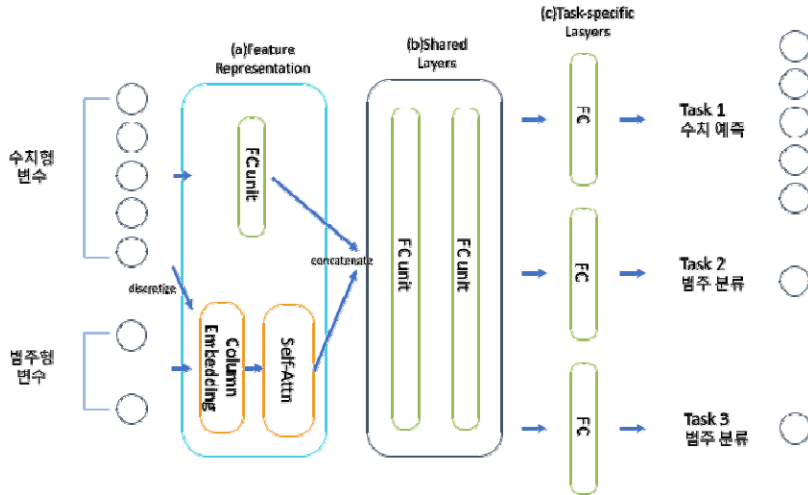 (a)Feature
Representation
(b)Shared
Layers
(c)Task-specific
Lasyers
수치형
변수
범주형
변수
discretize
FC unit
Column
Embedding
Self-Attn
concatenate
FC unit
FC unit
FC
FC
FC
Task 1
수치 예측
Task 2
범주 분류
Task 3
범주 분류